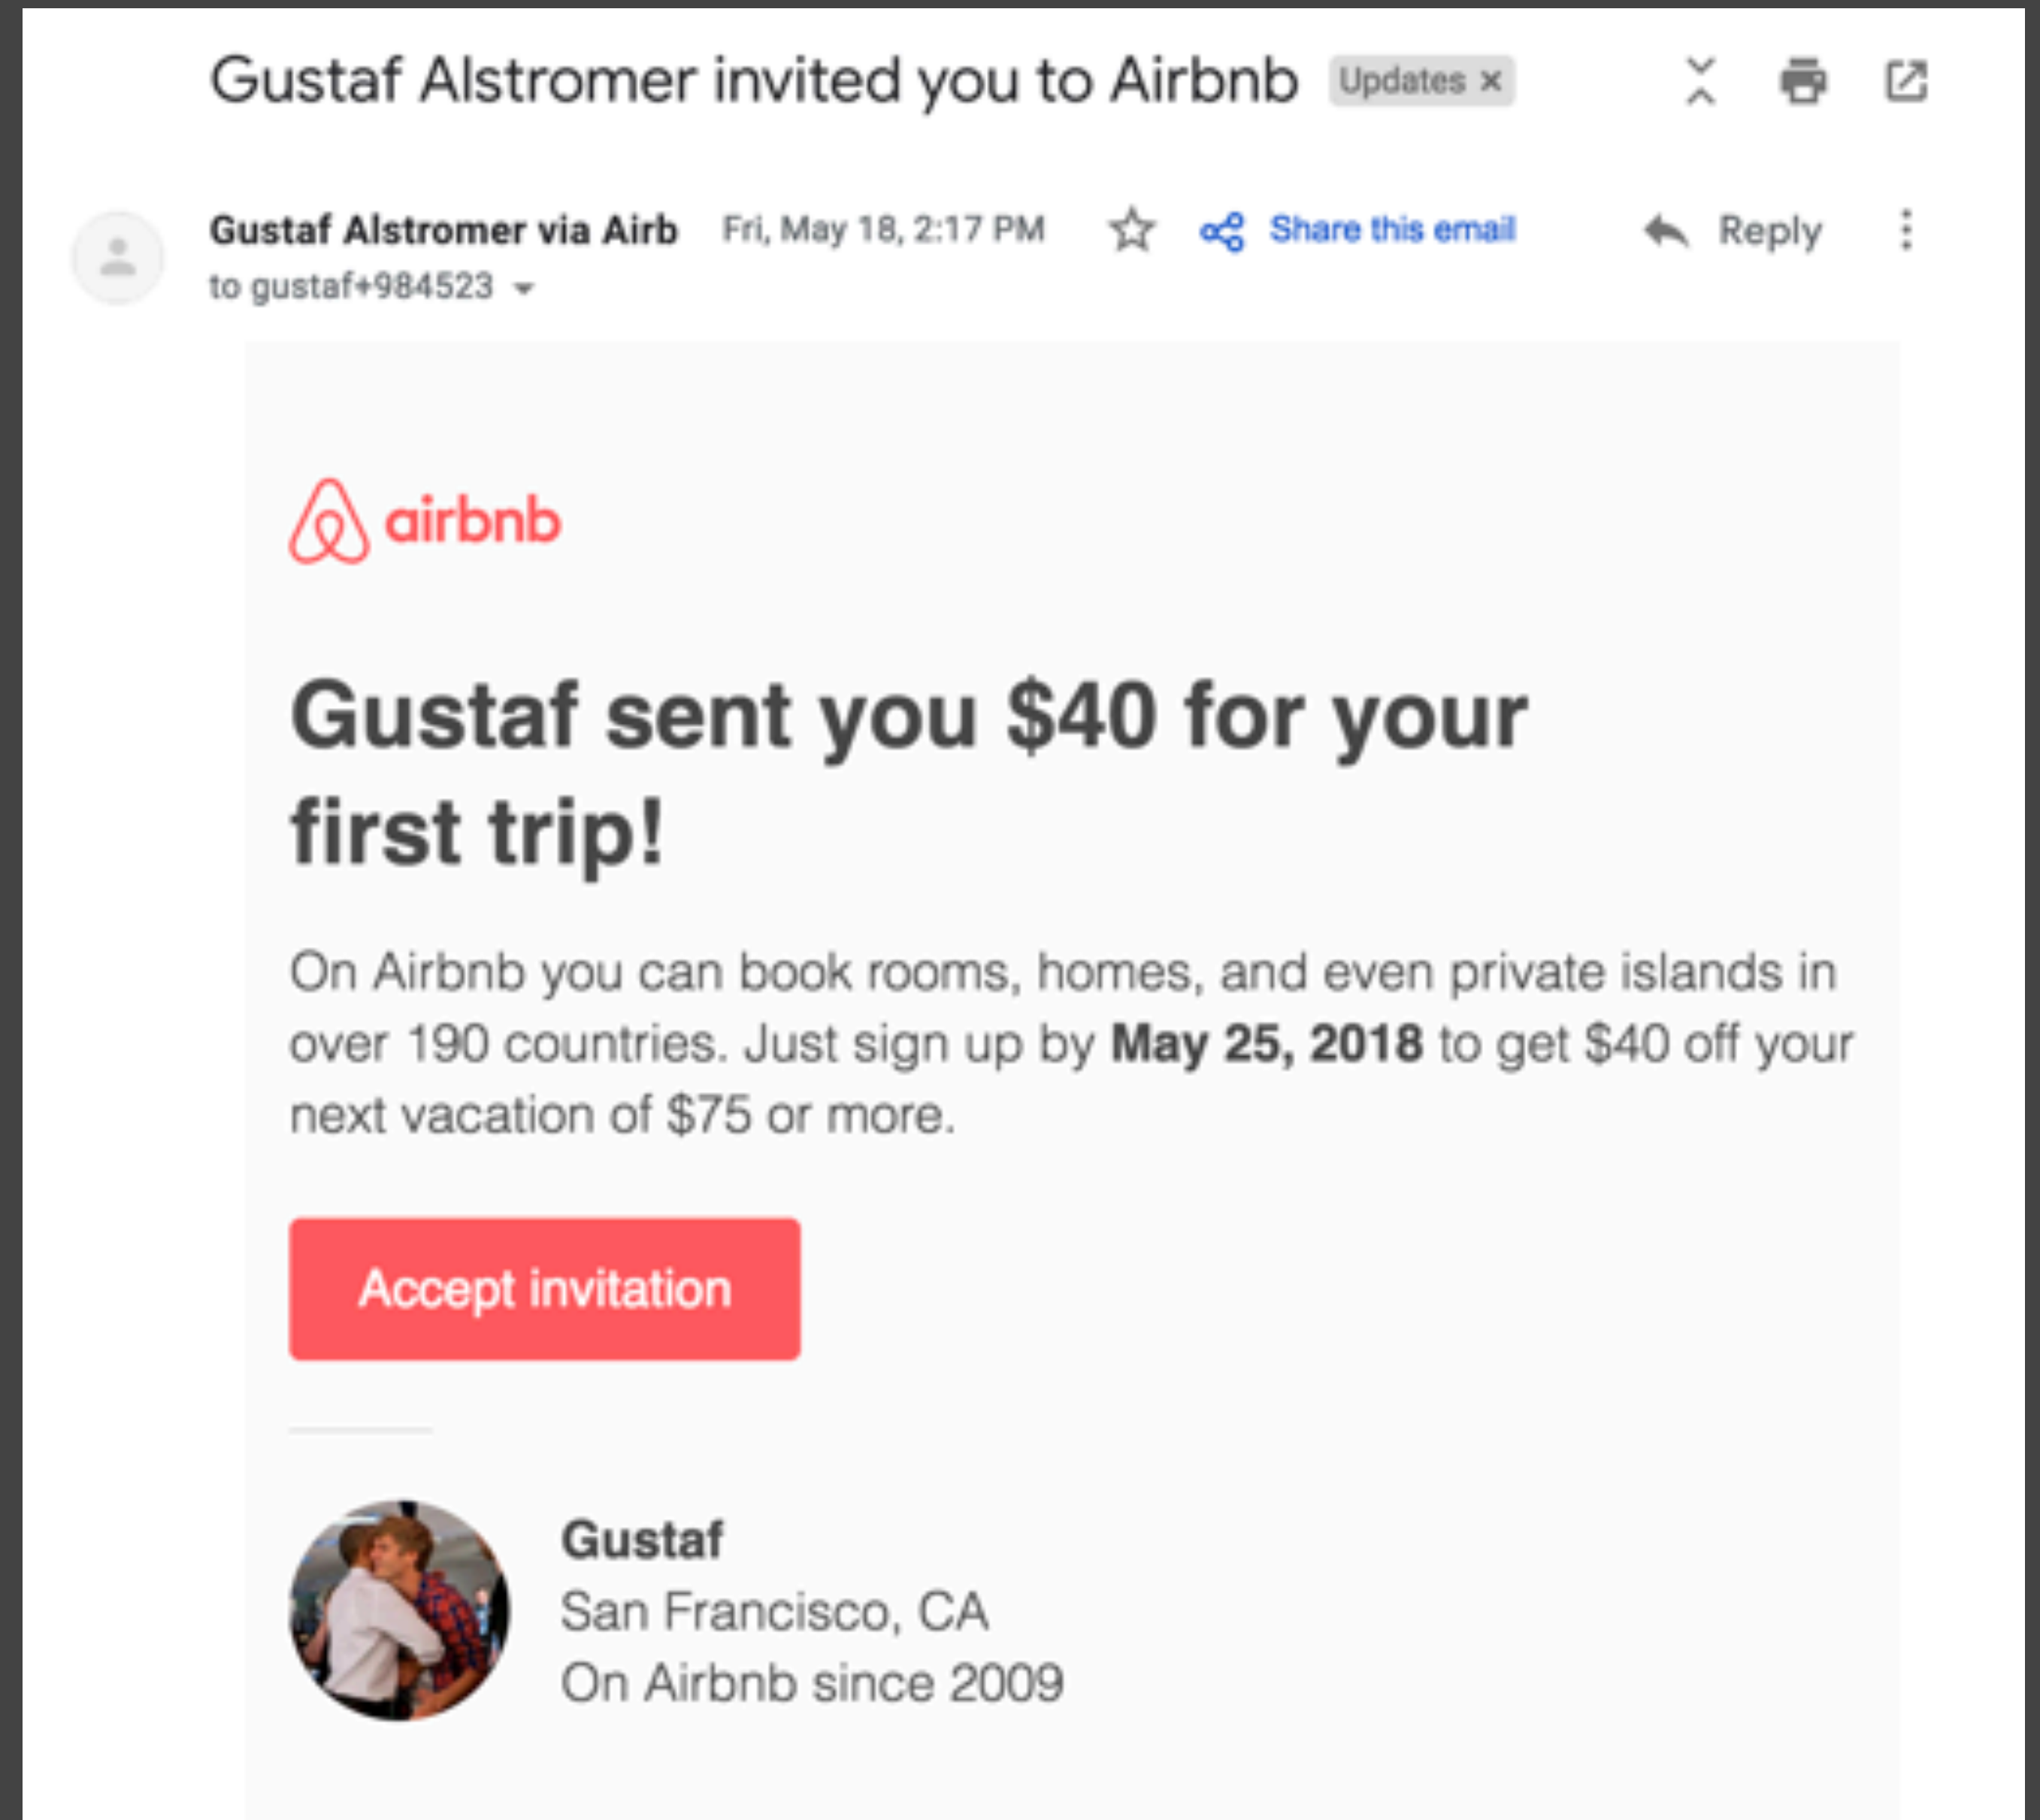 Gustaf Alstromer invited you to Airbnb Updates ×
Gustaf Alstromer via Airb Fri, May 18, 2:17 PM Share this email Reply
to gustaf+984523
airbnb
Gustaf sent you $40 for your
first trip!
On Airbnb you can book rooms, homes, and even private islands in
over 190 countries. Just sign up by May 25, 2018 to get $40 off your
next vacation of $75 or more.
Accept invitation
Gustaf
San Francisco, CA
On Airbnb since 2009